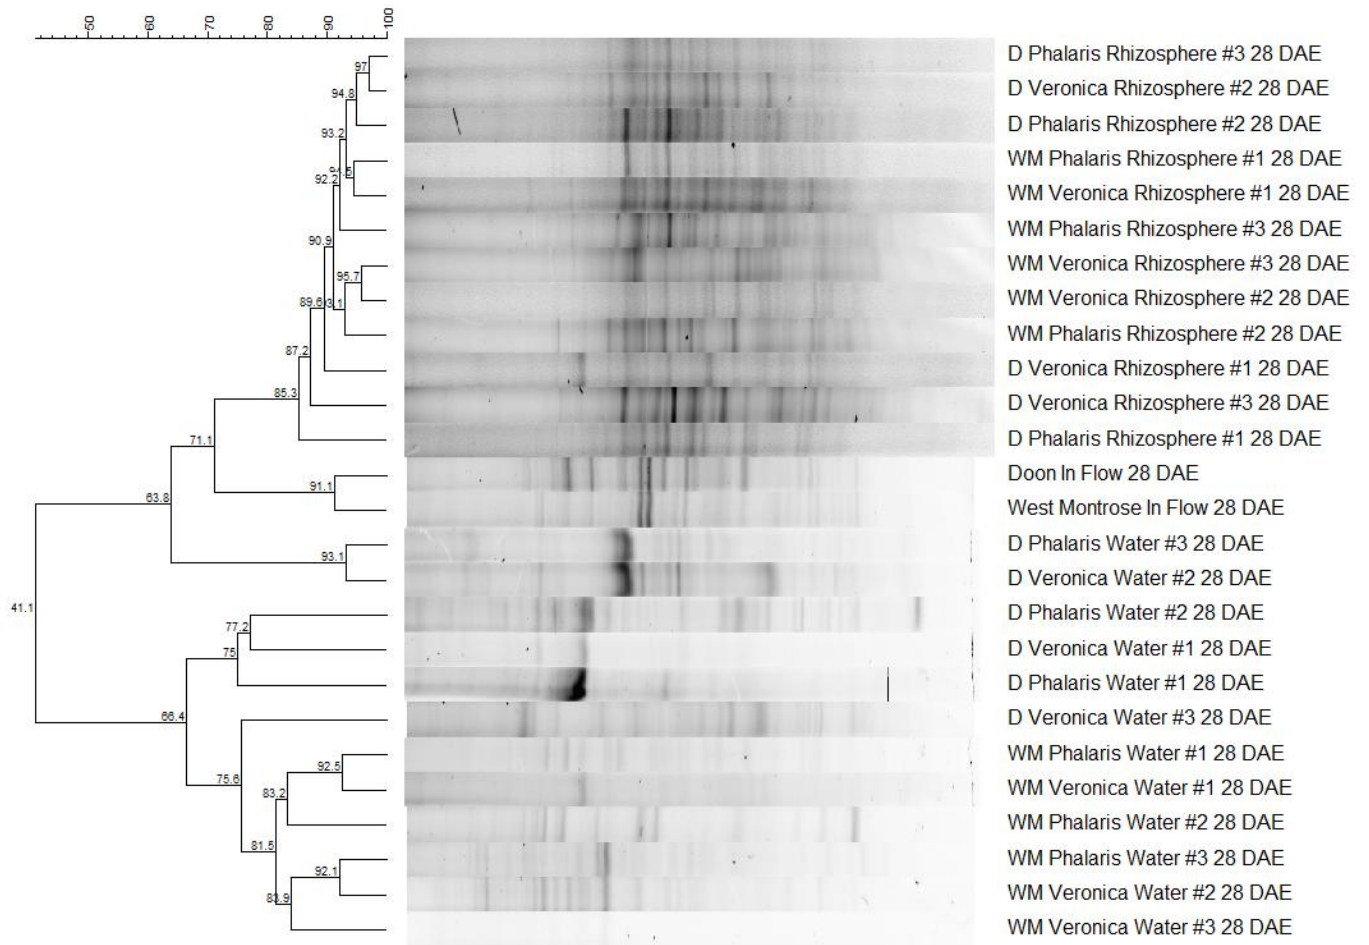 50 60 70 80 90 100
D Phalaris Rhizosphere #3 28 DAE
97
D Veronica Rhizosphere #2 28 DAE
94.8
D Phalaris Rhizosphere #2 28 DAE
93.2
WM Phalaris Rhizosphere #1 28 DAE
92.2
WM Veronica Rhizosphere #1 28 DAE
WM Phalaris Rhizosphere #3 28 DAE
90.9
WM Veronica Rhizosphere #3 28 DAE
95.7
WM Veronica Rhizosphere #2 28 DAE
89.6
WM Phalaris Rhizosphere #2 28 DAE
87.2
D Veronica Rhizosphere #1 28 DAE
85.3
D Veronica Rhizosphere #3 28 DAE
D Phalaris Rhizosphere #1 28 DAE
71.1
Doon In Flow 28 DAE
91.1
63.8
West Montrose In Flow 28 DAE
D Phalaris Water #3 28 DAE
93.1
D Veronica Water #2 28 DAE
41.1
D Phalaris Water #2 28 DAE
77.2
D Veronica Water #1 28 DAE
75
D Phalaris Water #1 28 DAE
66.4
D Veronica Water #3 28 DAE
WM Phalaris Water #1 28 DAE
92.5
75.6
WM Veronica Water #1 28 DAE
83.2
WM Phalaris Water #2 28 DAE
81.5
WM Phalaris Water #3 28 DAE
92.1
WM Veronica Water #2 28 DAE
83.9
WM Veronica Water #3 28 DAE